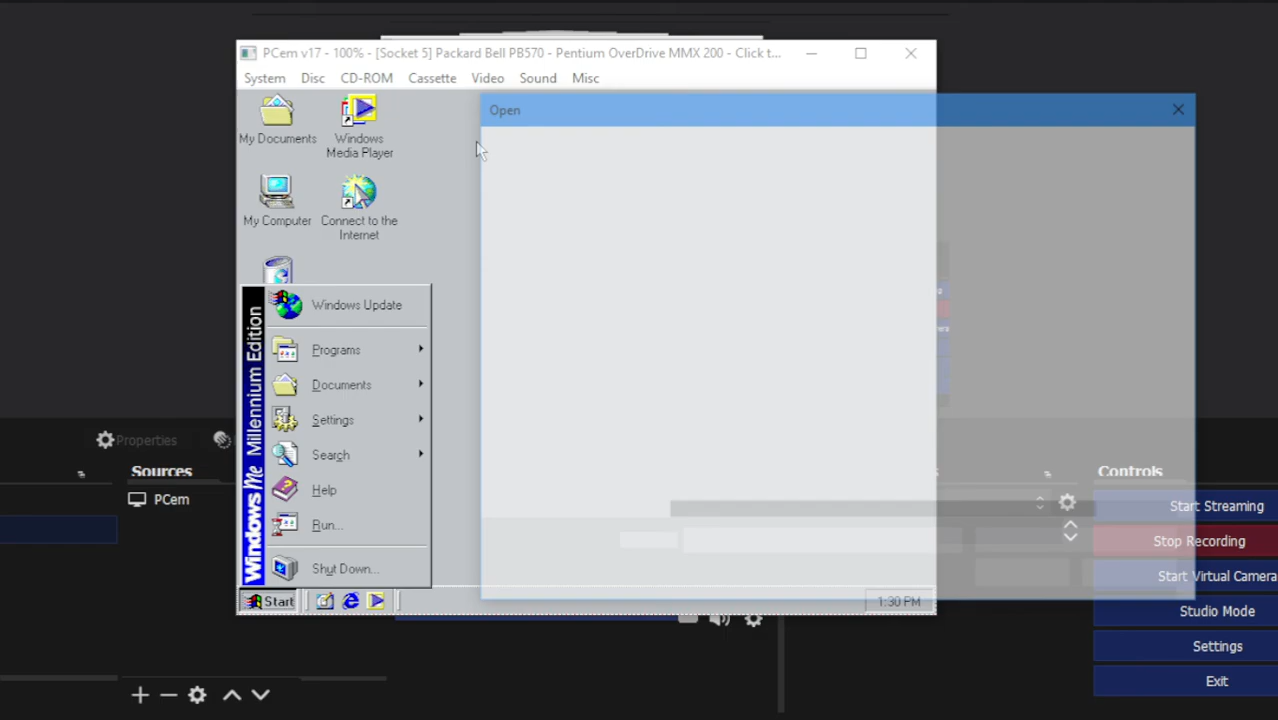 PCem v17 - 100% - [Socket 5] Packard Bell PB570 - Pentium OverDrive MMX 200 - Click t...
System Disc CD-ROM Cassette Video Sound Misc
Open
My Documents
Windows Media Player
My Computer
Connect to the Internet
Windows Update
Programs
Documents
Settings
Search
Help
Run...
Shut Down...
Windows Me Millennium Edition
Start
1:30 PM
Properties
Sources
PCem
Controls
Start Streaming
Stop Recording
Start Virtual Camera
Studio Mode
Settings
Exit